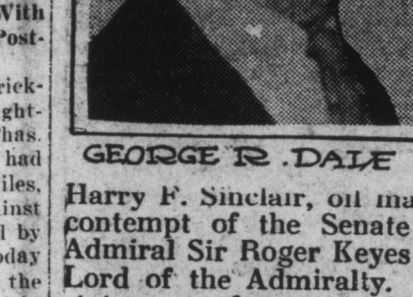 With
Post-
rick-
ght-
has.
had
iles,
inst
l by
oday
the
GEORGE R. DALE
Harry F. Sinclair, oil ma
contempt of the Senate
Admiral Sir Roger Keyes
Lord of the Admiralty.